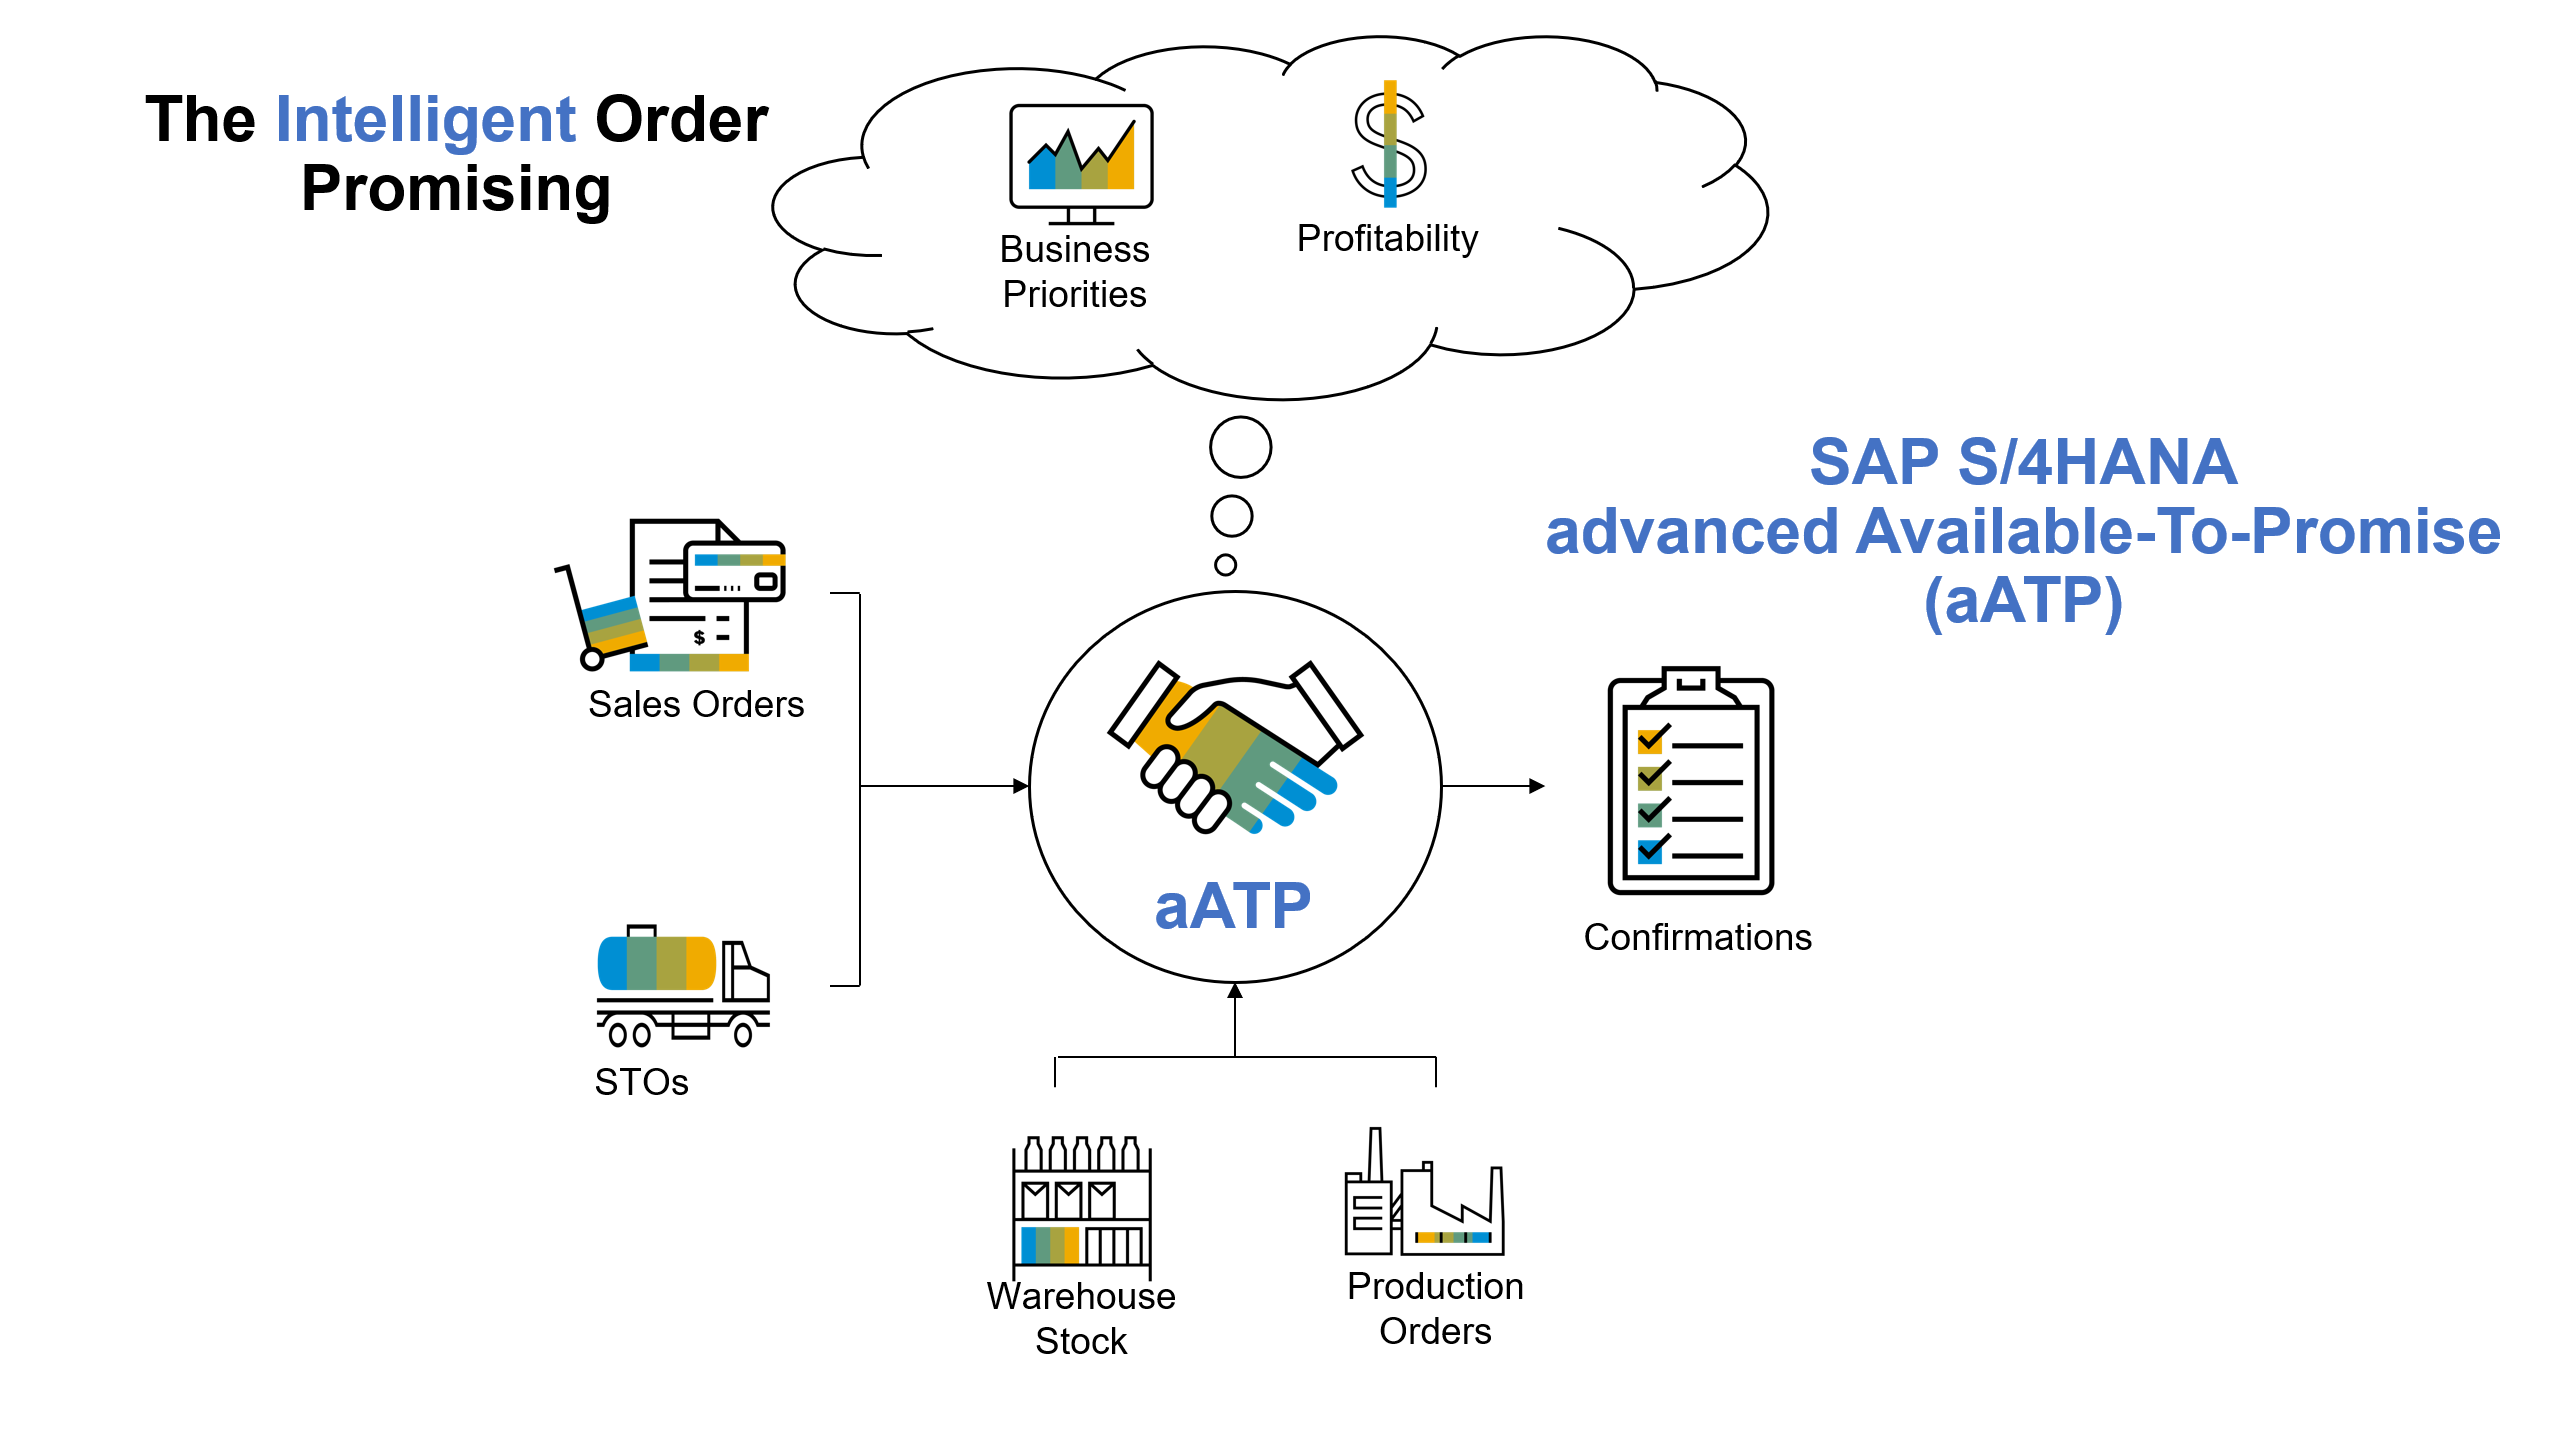 The Intelligent Order
Promising
Business
Priorities
Profitability
SAP S/4HANA
advanced Available-To-Promise
(aATP)
$
Sales Orders
aATP
Confirmations
STOs
Warehouse
Stock
Production
Orders